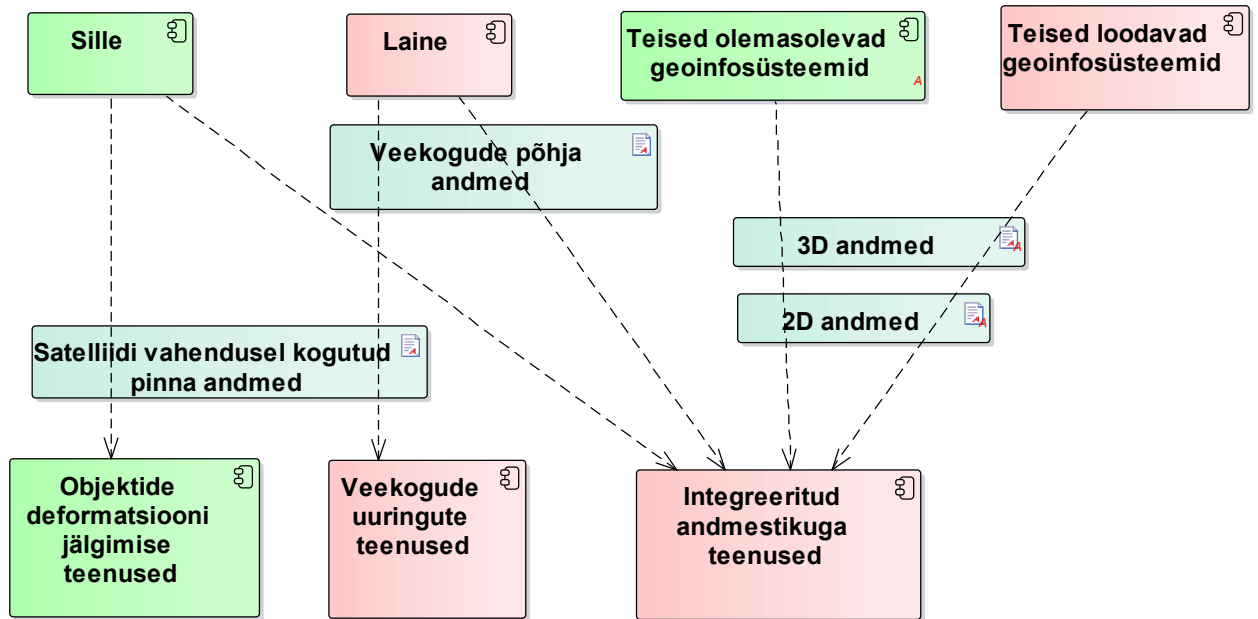 Sille
Laine
Teised olemasolevad
geoinfosüsteemid
A
Teised loodavad
geoinfosüsteemid
Veekogude põhja
andmed
3D andmed
A
2D andmed
A
Satelliidi vahendusel kogutud
pinna andmed
Objektide
deformatsiooni
jälgimise
teenused
Veekogude
uuringute
teenused
Integreeritud
andmestikuga
teenused